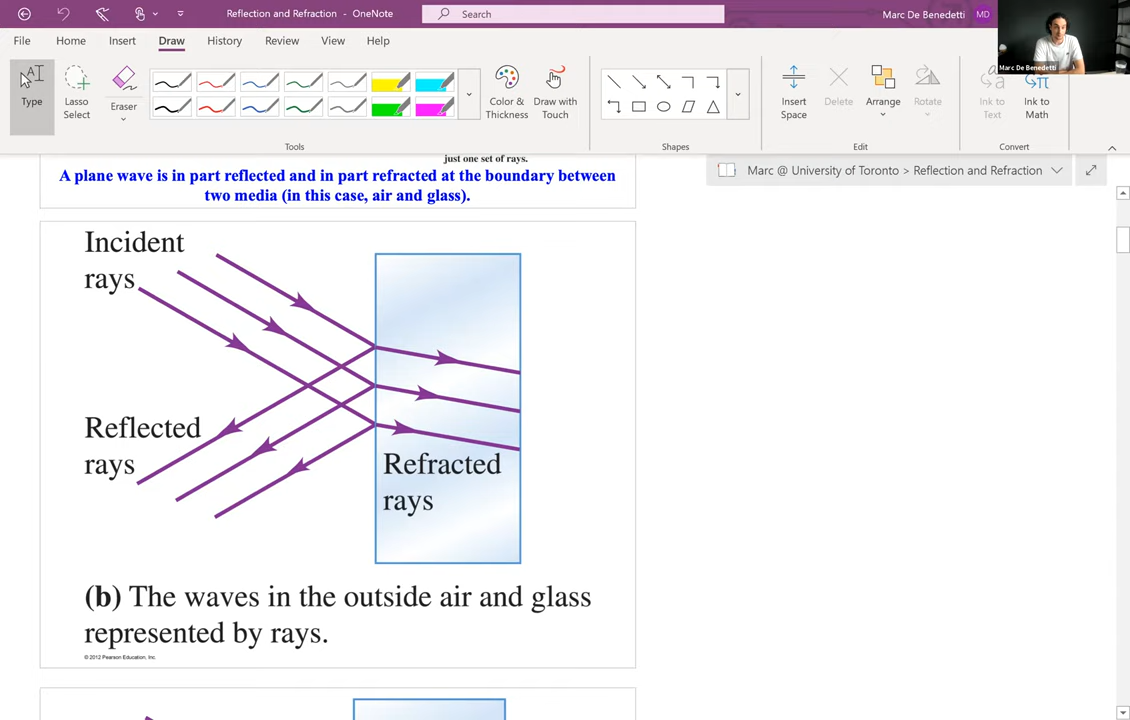 Reflection and Refraction - OneNote
Search
Marc De Benedetti
MD
File
Home
Insert
Draw
History
Review
View
Help
Marc De Benedetti
Type
Lasso
Select
Eraser
Color &
Thickness
Draw with
Touch
Insert
Space
Delete
Arrange
Rotate
Ink to
Text
Ink to
Math
Tools
Shapes
Edit
Convert
just one set of rays.
Marc @ University of Toronto > Reflection and Refraction
A plane wave is in part reflected and in part refracted at the boundary between
two media (in this case, air and glass).
Incident
rays
Reflected
rays
Refracted
rays
(b) The waves in the outside air and glass
represented by rays.
© 2012 Pearson Education, Inc.